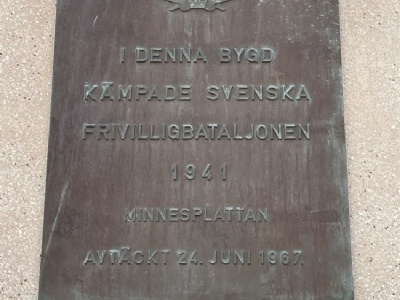 I DENNA BYGD
KÄMPADE SVENSKA
FRIVILLIGBATALJONEN
1941
MINNESPLATTAN
AVTÄCKT 24. JUNI 1967.